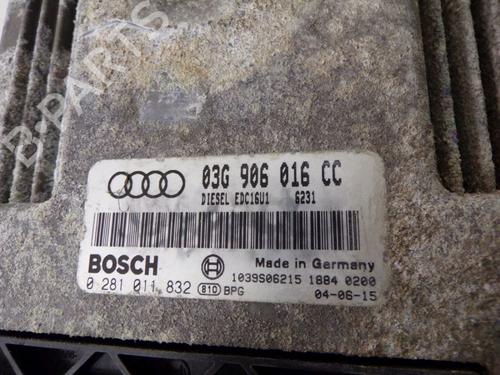 B-PARTS
03G 906 016 CC
DIESEL EDC16U1 6231
BOSCH
Made in Germany
1039S06215 1884 0200
0 281 011 832 810 BPG 04-06-15